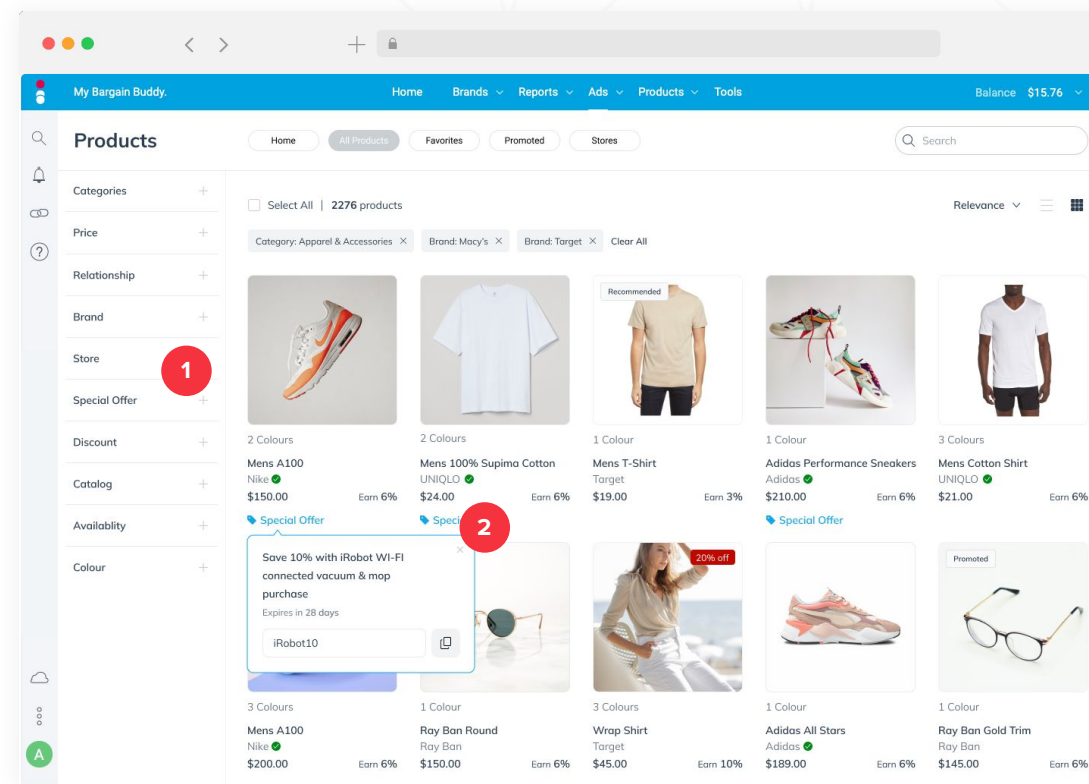 My Bargain Buddy.
Home Brands Reports Ads Products Tools
Balance $15.76
Products
Home All Products Favorites Promoted Stores
Search
Categories
Price
Relationship
Brand
Store
1
Special Offer
Discount
Catalog
Availablity
Colour
A
Select All | 2276 products
Relevance
Category: Apparel & Accessories × Brand: Macy's × Brand: Target × Clear All
Recommended
2 Colours 2 Colours 1 Colour 1 Colour 3 Colours
Mens A100 Mens 100% Supima Cotton Mens T-Shirt Adidas Performance Sneakers Mens Cotton Shirt
Nike UNIQLO Target Adidas UNIQLO
$150.00 Earn 6% $24.00 Earn 6% $19.00 Earn 3% $210.00 Earn 6% $21.00 Earn 6%
Special Offer 2 Special Offer
Save 10% with iRobot WI-FI
connected vacuum & mop
purchase
Expires in 28 days
iRobot10
20% off
Promoted
3 Colours 1 Colour 3 Colours 1 Colour 1 Colour
Mens A100 Ray Ban Round Wrap Shirt Adidas All Stars Ray Ban Gold Trim
Nike Ray Ban Target Adidas Ray Ban
$200.00 Earn 6% $150.00 Earn 6% $45.00 Earn 10% $189.00 Earn 6% $145.00 Earn 6%